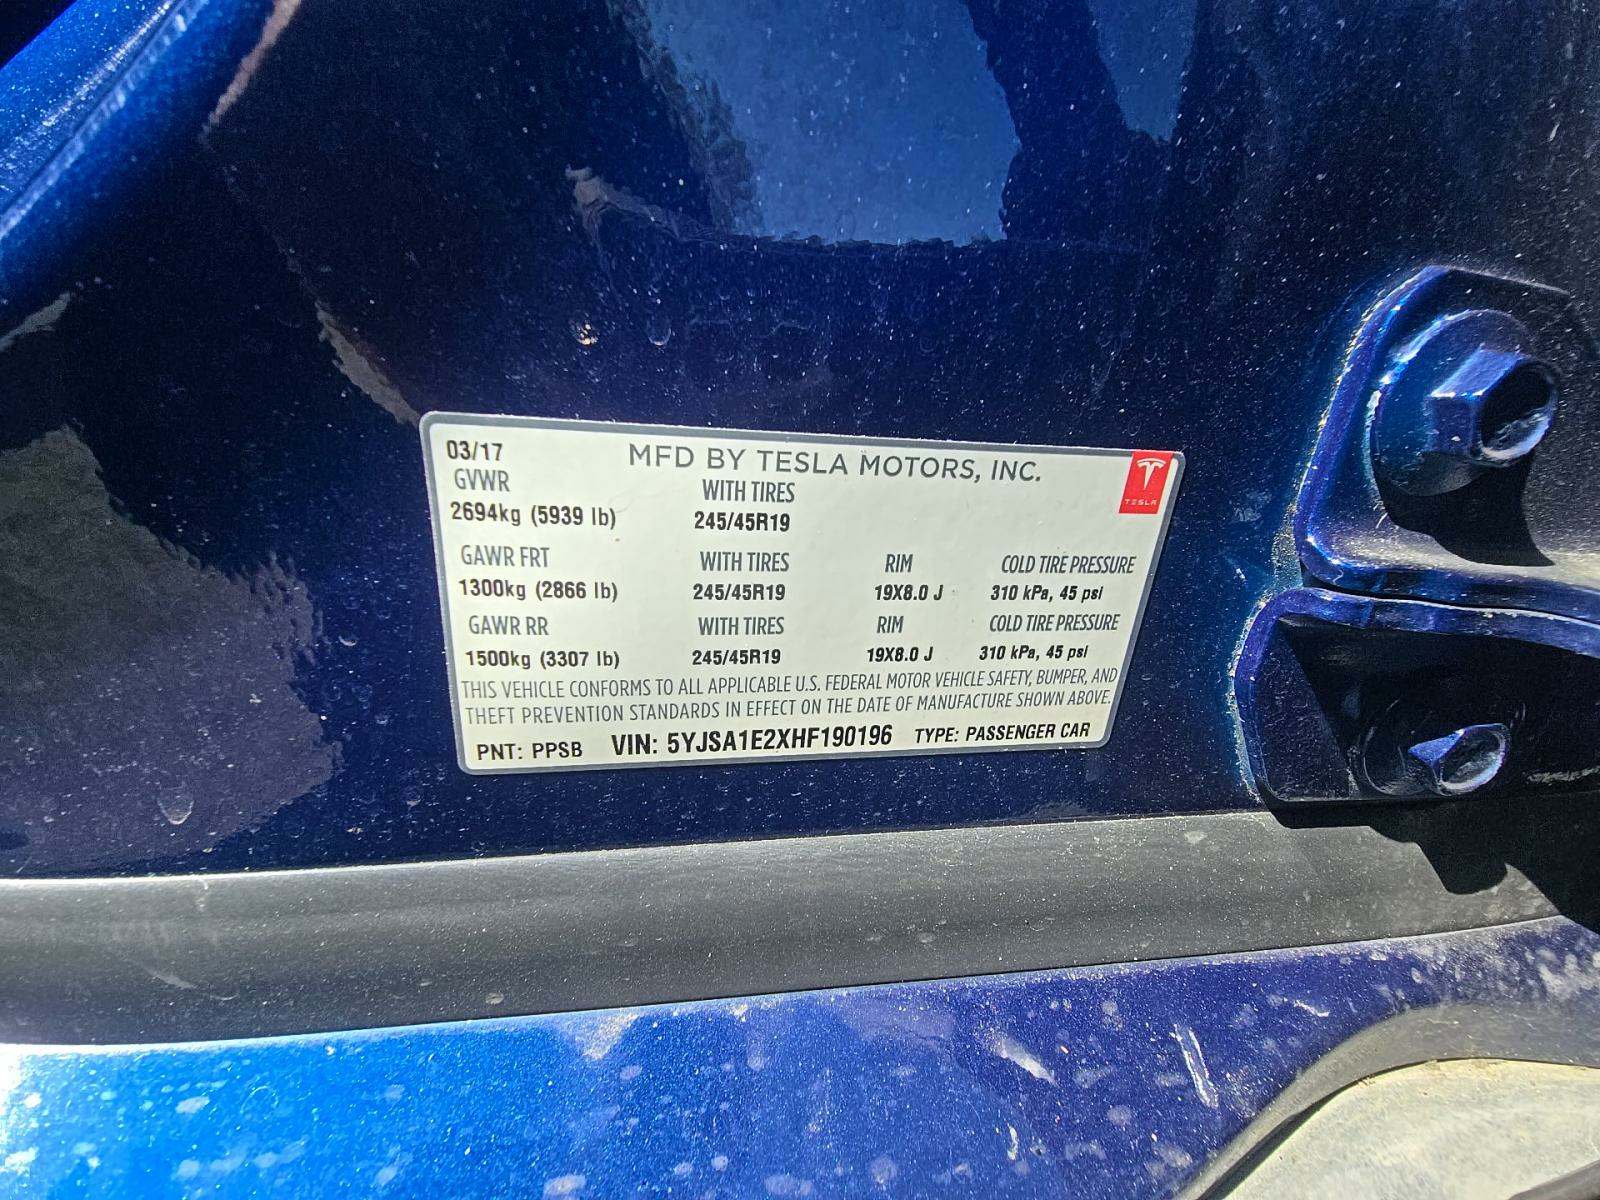 03/17
MFD BY TESLA MOTORS, INC.
TESLA
GVWR WITH TIRES
2694kg (5939 lb) 245/45R19
GAWR FRT WITH TIRES RIM COLD TIRE PRESSURE
1300kg (2866 lb) 245/45R19 19X8.0 J 310 kPa, 45 psi
GAWR RR WITH TIRES RIM COLD TIRE PRESSURE
1500kg (3307 lb) 245/45R19 19X8.0 J 310 kPa, 45 psi
THIS VEHICLE CONFORMS TO ALL APPLICABLE U.S. FEDERAL MOTOR VEHICLE SAFETY, BUMPER, AND
THEFT PREVENTION STANDARDS IN EFFECT ON THE DATE OF MANUFACTURE SHOWN ABOVE.
PNT: PPSB VIN: 5YJSA1E2XHF190196 TYPE: PASSENGER CAR